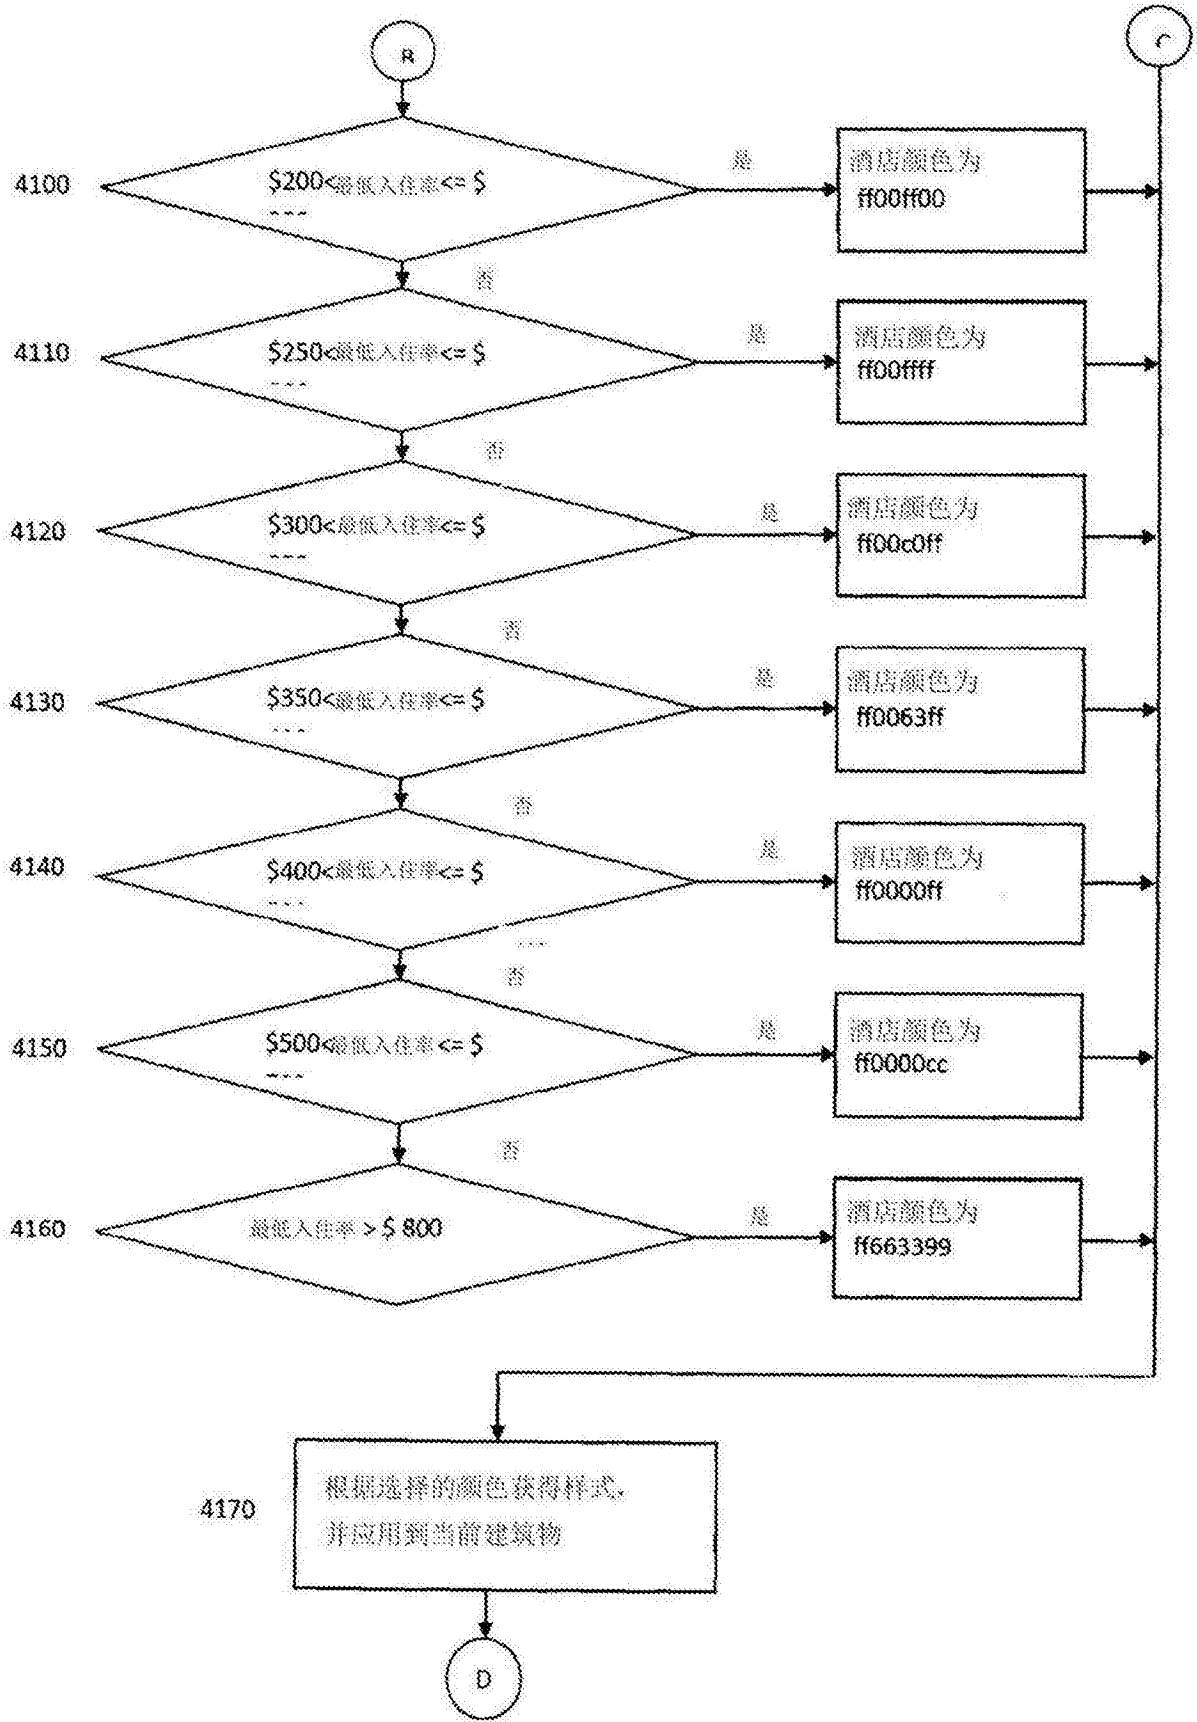 4100
$200<最低入住率<= $
---
是
酒店颜色为
ff00ff00
否
4110
$250<最低入住率<= $
---
是
酒店颜色为
ff00ffff
否
4120
$300<最低入住率<= $
---
是
酒店颜色为
ff00c0ff
否
4130
$350<最低入住率<= $
---
是
酒店颜色为
ff0063ff
否
4140
$400<最低入住率<= $
---
是
酒店颜色为
ff0000ff
---
否
4150
$500<最低入住率 <= $
---
是
酒店颜色为
ff0000cc
否
4160
最低入住率 > $ 800
是
酒店颜色为
ff663399
4170
根据选择的颜色获得样式，
并应用到当前建筑物
D